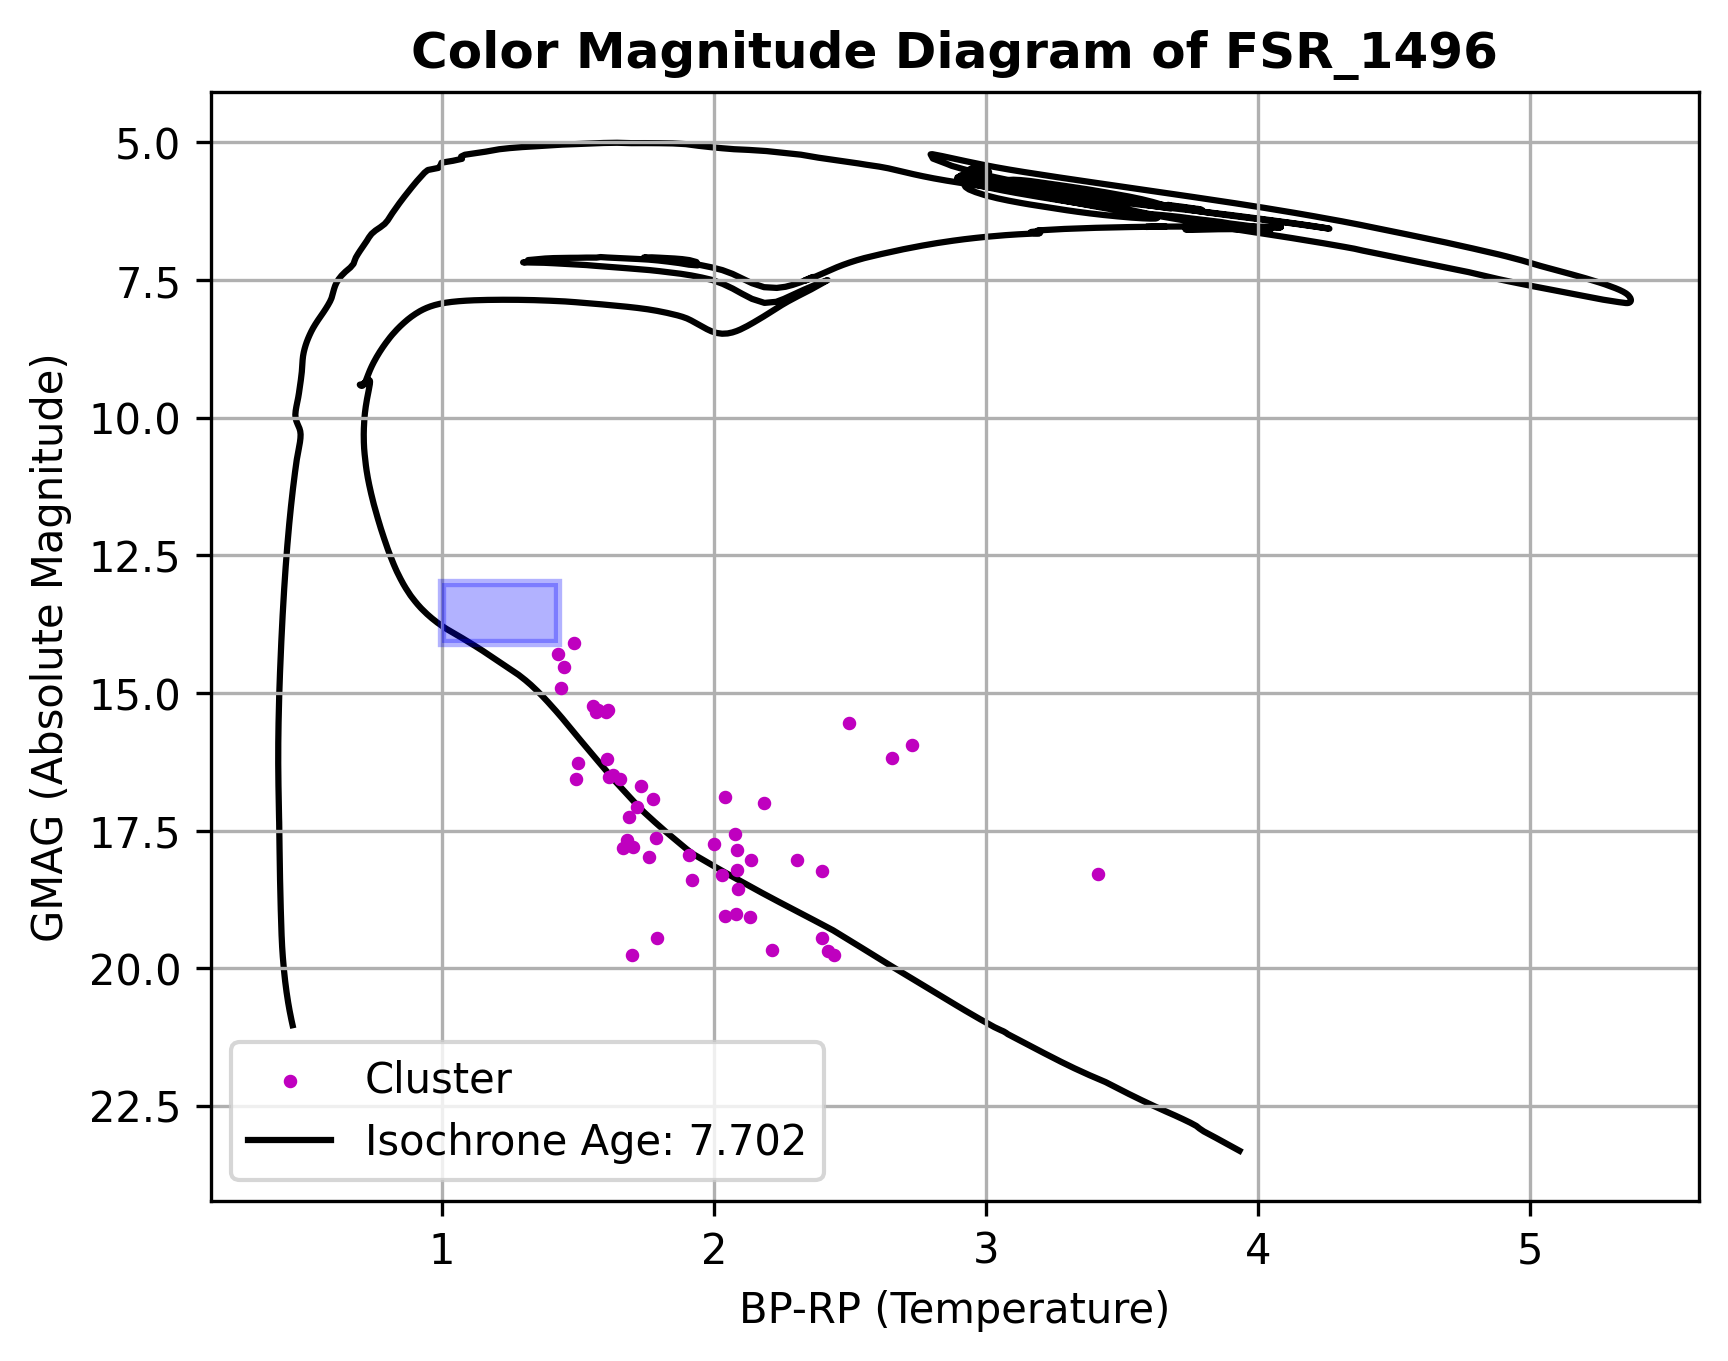 Color Magnitude Diagram of FSR_1496
GMAG (Absolute Magnitude)
5.0
7.5
10.0
12.5
15.0
17.5
20.0
22.5
Cluster
Isochrone Age: 7.702
1 2 3 4 5
BP-RP (Temperature)